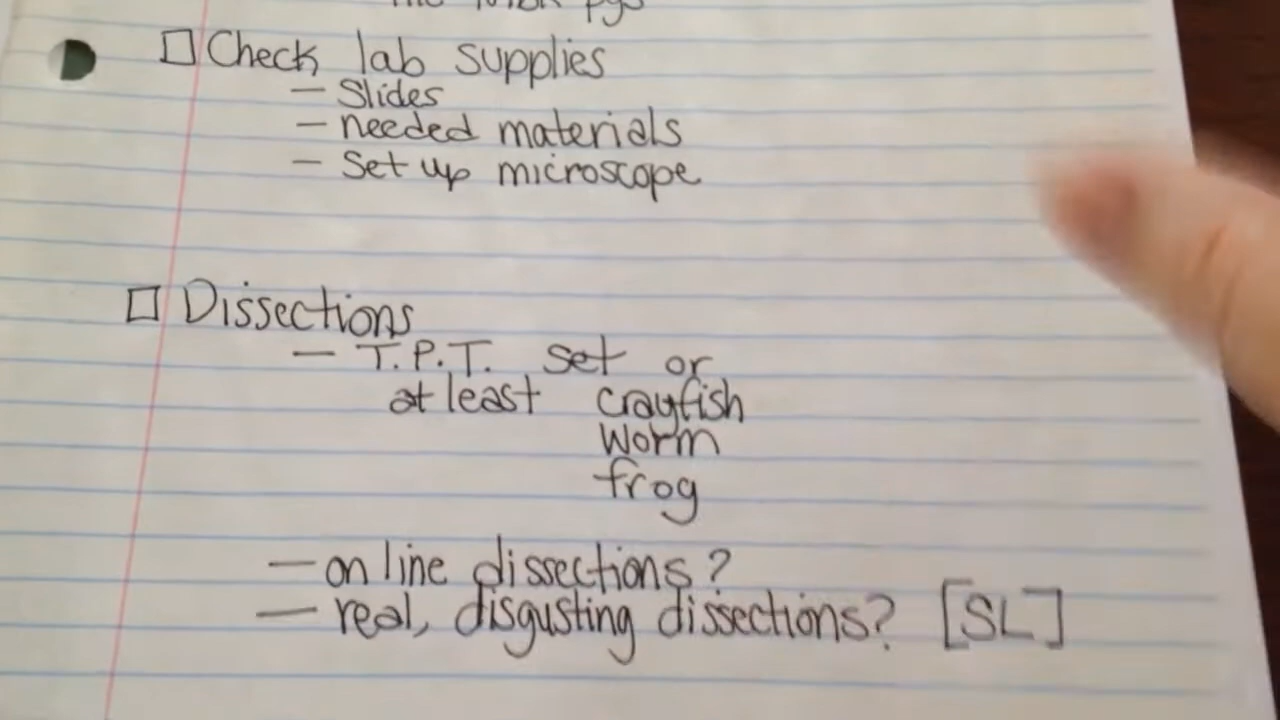 ☐ Check lab supplies
— Slides
— needed materials
— Set up microscope
☐ Dissections
— T.P.T. set or
at least crayfish
worm
frog
— on line dissections?
— real, disgusting dissections? [SL]